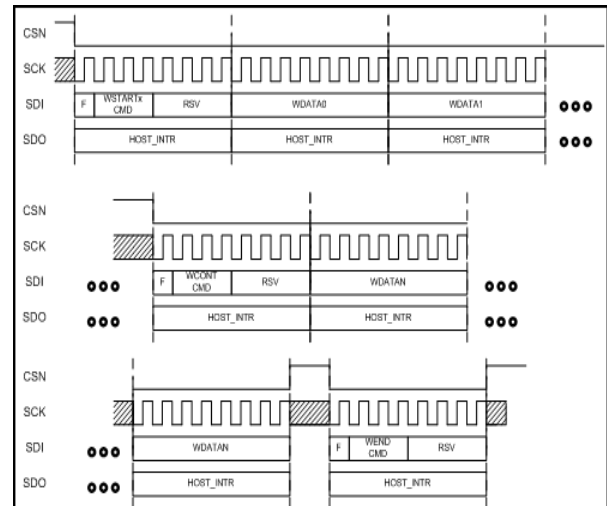 CSN
SCK
SDI F WSTARTx CMD RSV WDATA0 WDATA1
SDO HOST_INTR HOST_INTR HOST_INTR
CSN
SCK
SDI F WCONT CMD RSV WDATAN
SDO HOST_INTR HOST_INTR
CSN
SCK
SDI WDATAN F WEND CMD RSV
SDO HOST_INTR HOST_INTR